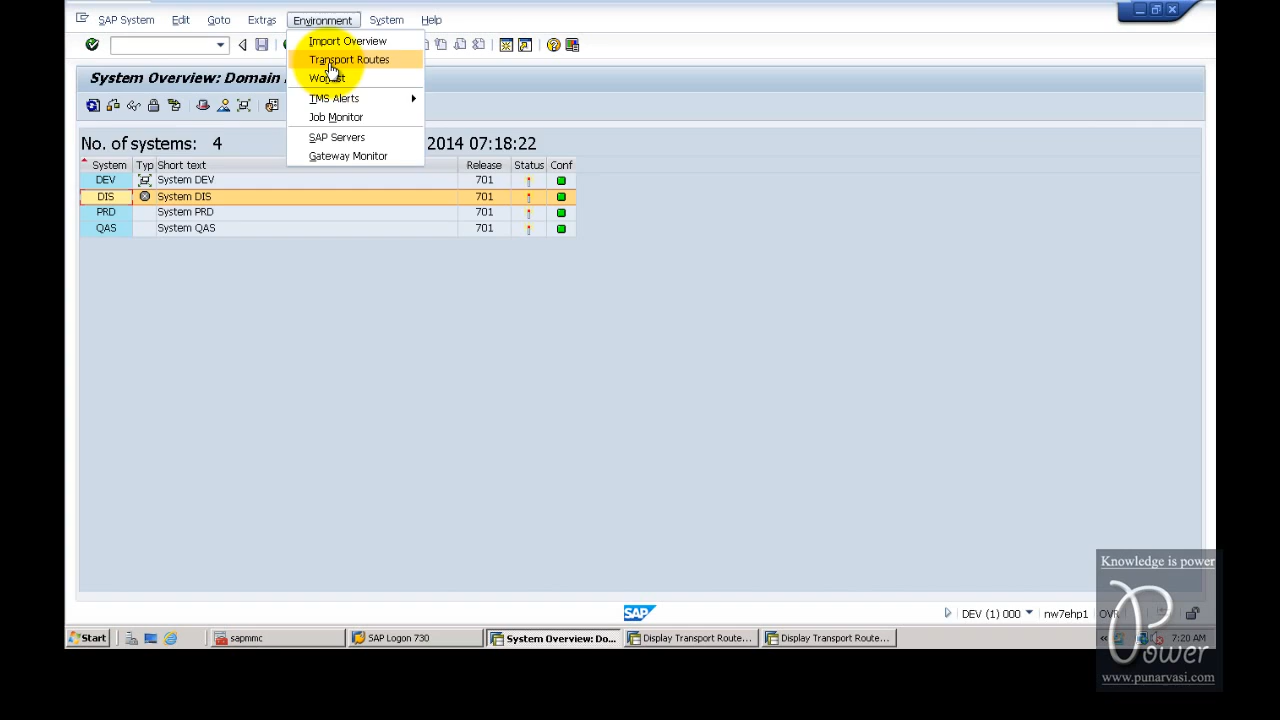 SAP System Edit Goto Extras Environment System Help
Import Overview
Transport Routes
Worklist
TMS Alerts
Job Monitor
SAP Servers
Gateway Monitor
System Overview: Domain
No. of systems: 4 2014 07:18:22
System Typ Short text Release Status Conf
DEV System DEV 701
DIS System DIS 701
PRD System PRD 701
QAS System QAS 701
Knowledge is power
Power
www.punarvasi.com
SAP
DEV (1) 000 nw7ehp1 OVR
Start sapmmc SAP Logon 730 System Overview: Do... Display Transport Route... Display Transport Route... 7:20 AM